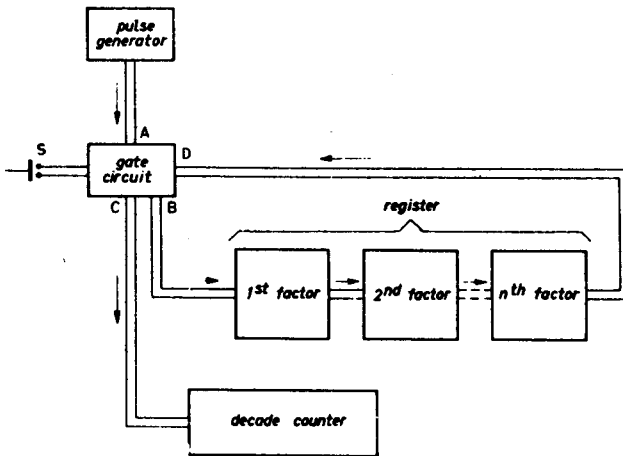 pulse
generator
A
S
gate
circuit
D
C
B
register
1st factor
2nd factor
nth factor
decade counter